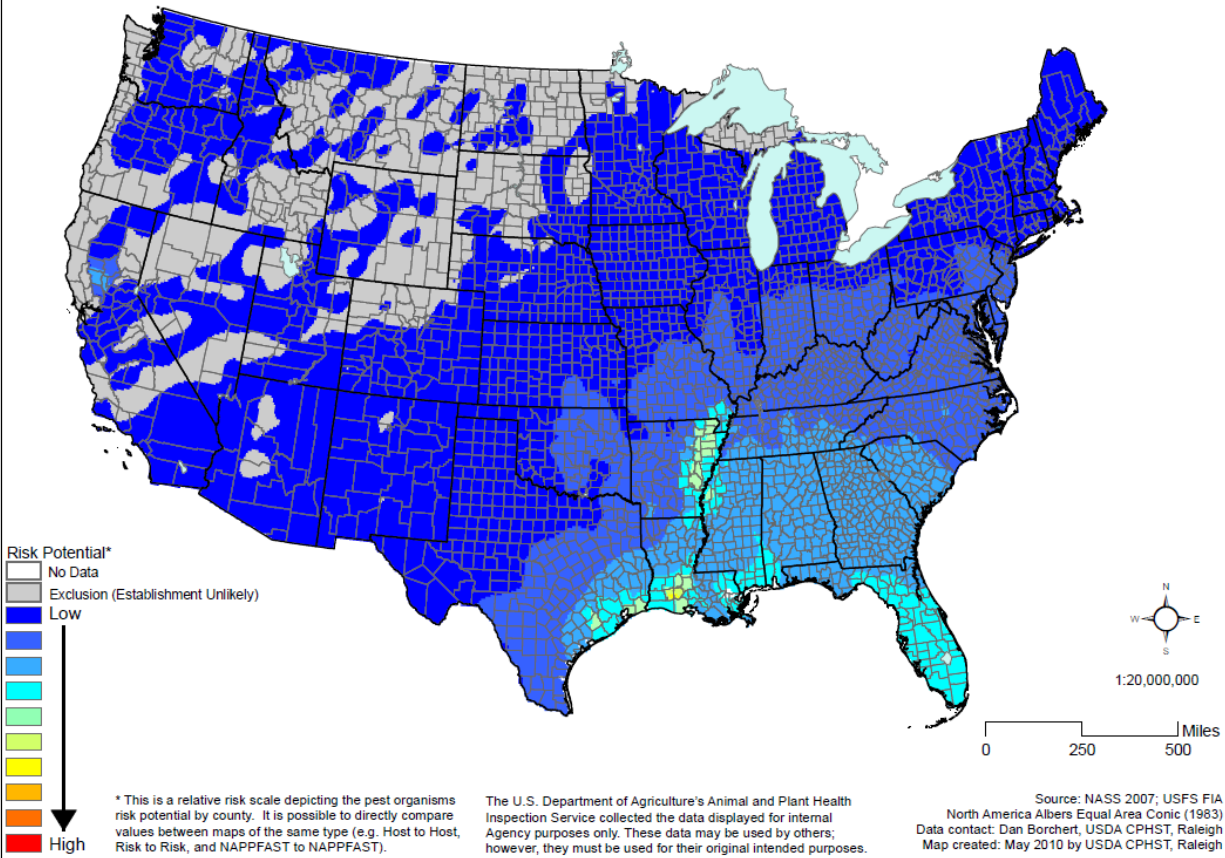 Risk Potential*
No Data
Exclusion (Establishment Unlikely)
Low
High
N
W
E
S
1:20,000,000
Miles
0
250
500
* This is a relative risk scale depicting the pest organisms
risk potential by county.  It is possible to directly compare
values between maps of the same type (e.g. Host to Host,
Risk to Risk, and NAPPFAST to NAPPFAST).
The U.S. Department of Agriculture's Animal and Plant Health
Inspection Service collected the data displayed for internal
Agency purposes only. These data may be used by others;
however, they must be used for their original intended purposes.
Source: NASS 2007; USFS FIA
North America Albers Equal Area Conic (1983)
Data contact: Dan Borchert, USDA CPHST, Raleigh
Map created: May 2010 by USDA CPHST, Raleigh